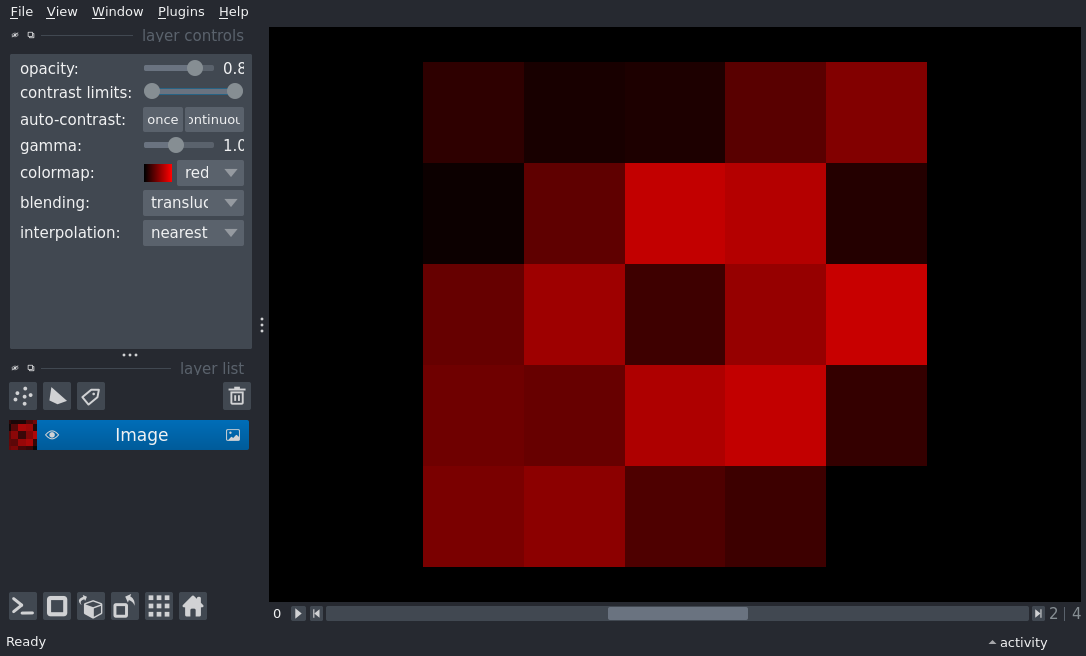 File View Window Plugins Help
layer controls
opacity: 0.8
contrast limits:
auto-contrast: once ontinuou
gamma: 1.0
colormap: red
blending: transluc
interpolation: nearest
layer list
Image
0 2 | 4
Ready
activity